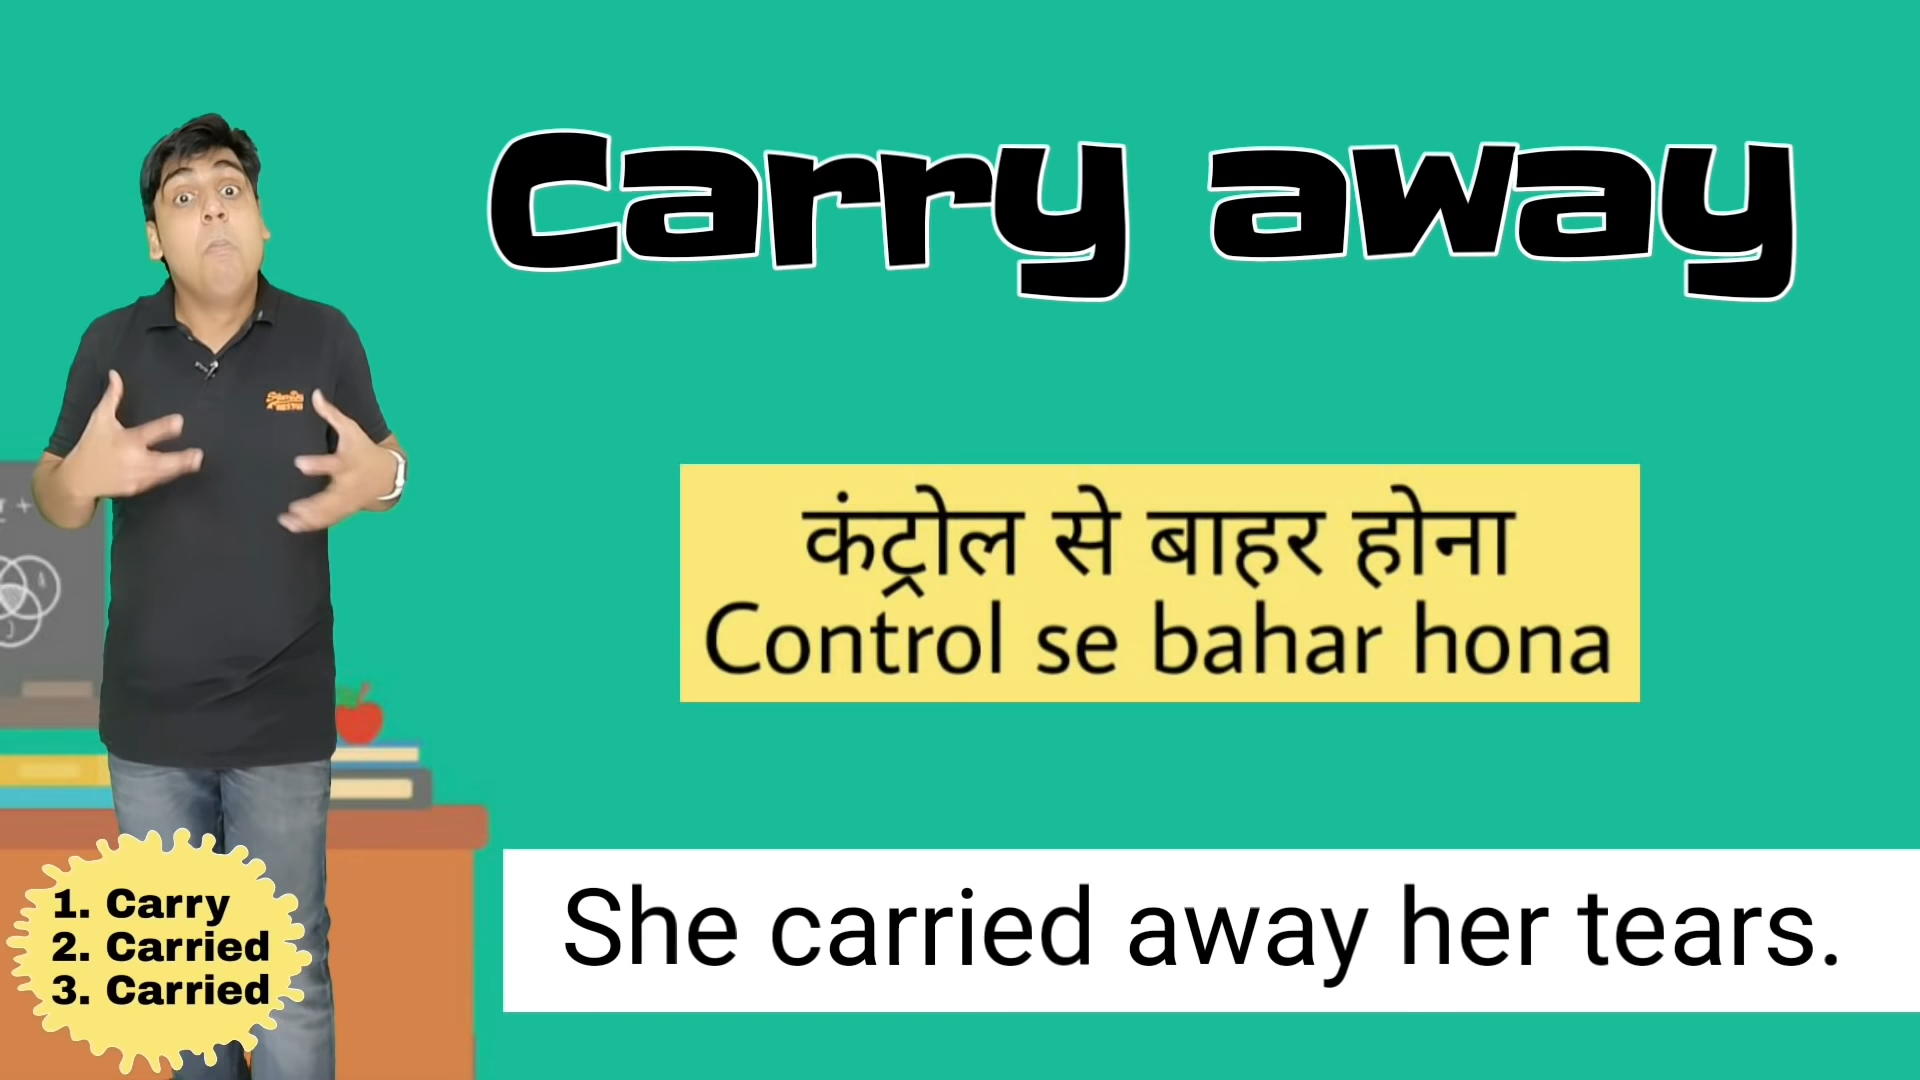 Carry away
कंट्रोल से बाहर होना
Control se bahar hona
She carried away her tears.
1. Carry
2. Carried
3. Carried